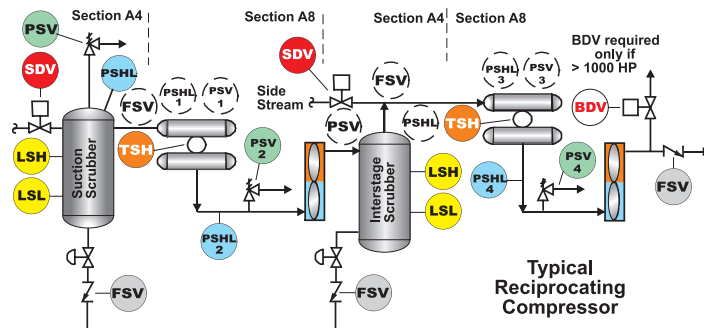 Section A4
Section A8
Section A4
Section A8
PSV
SDV
PSHL
FSV
PSHL
1
PSV
1
SDV
Side
Stream
FSV
PSHL
3
PSV
3
BDV required
only if
> 1000 HP
BDV
LSH
LSL
Suction
Scrubber
TSH
PSV
2
PSHL
2
PSV
PSHL
TSH
LSH
LSL
Interstage
Scrubber
PSHL
4
PSV
4
FSV
FSV
FSV
Typical
Reciprocating
Compressor